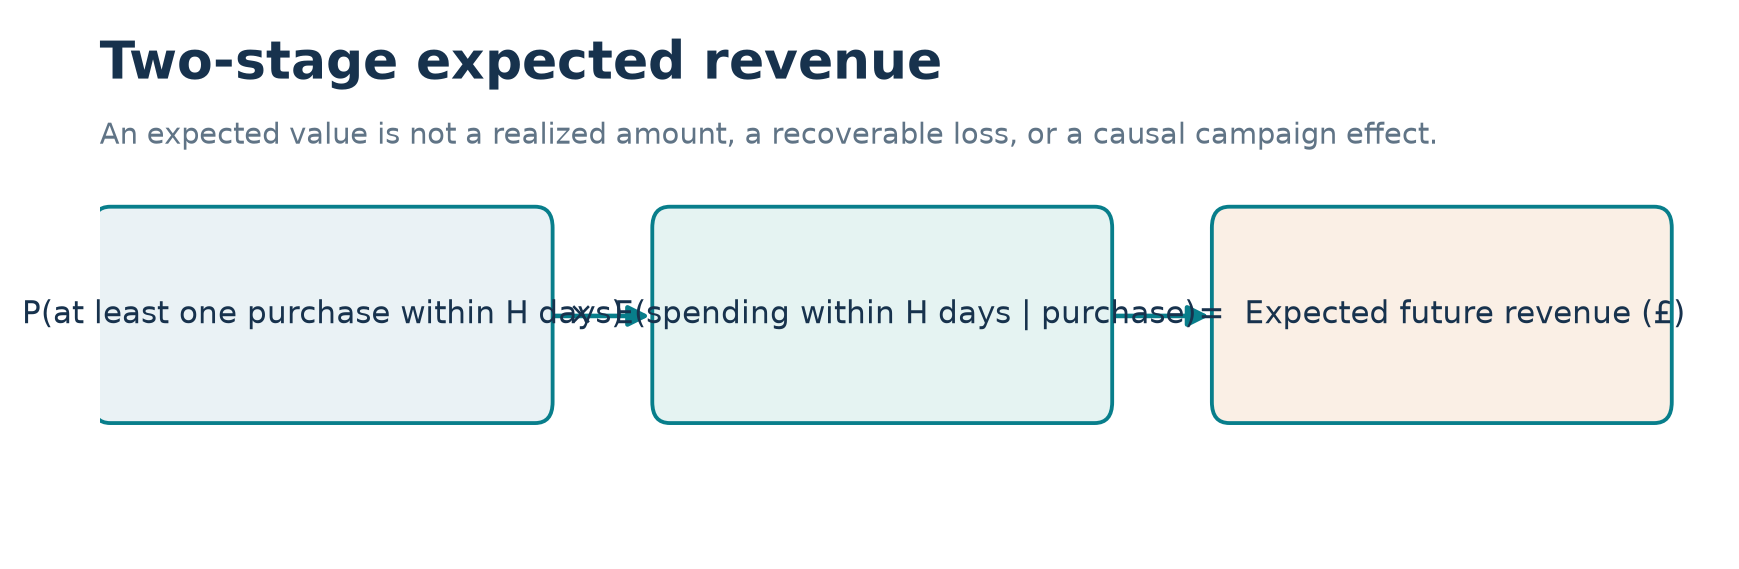 Two-stage expected revenue
An expected value is not a realized amount, a recoverable loss, or a causal campaign effect.
P(at least one purchase within H days)
× E(spending within H days | purchase)
= Expected future revenue (£)